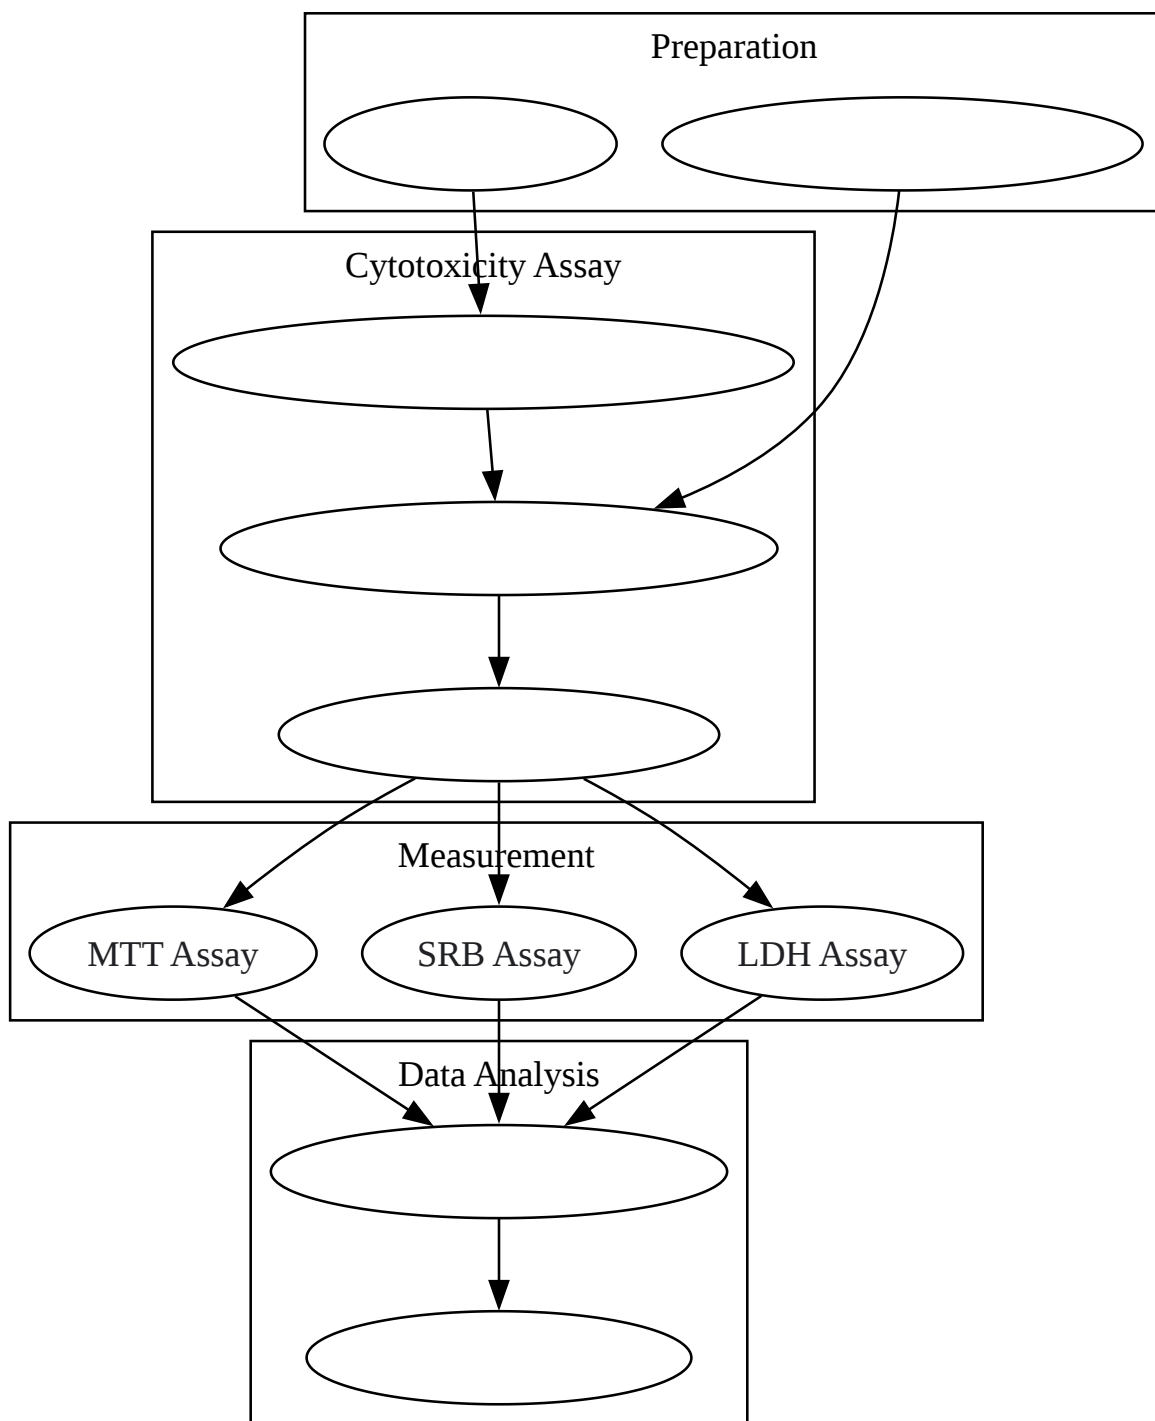 Preparation
Cytotoxicity Assay
Measurement
MTT Assay
SRB Assay
LDH Assay
Data Analysis